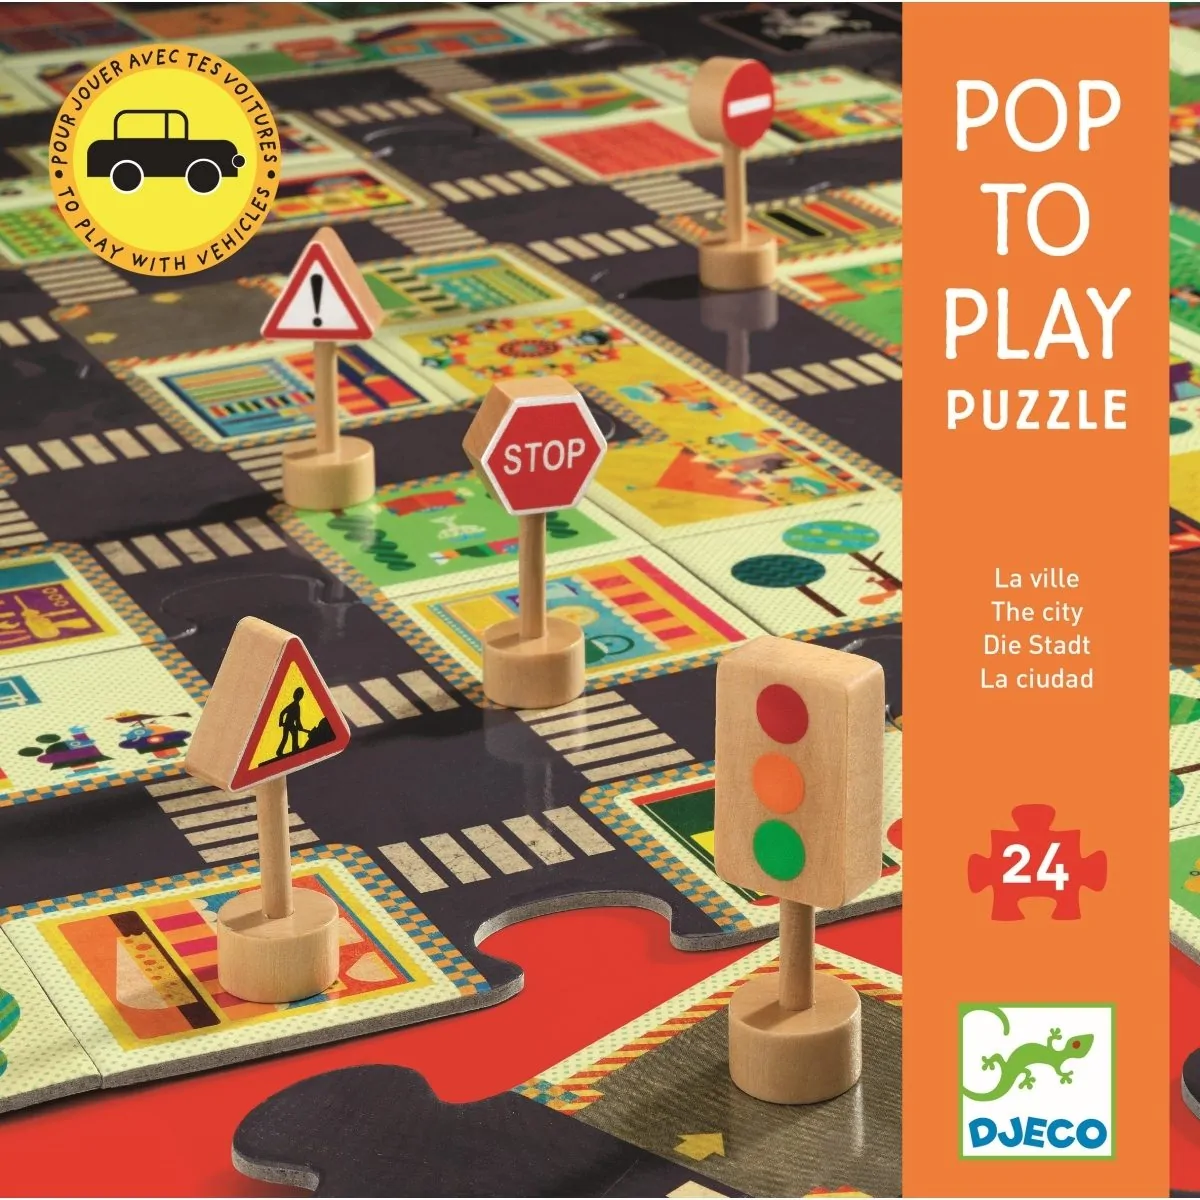 POUR JOUER AVEC TES VOITURES
TO PLAY WITH VEHICLES
STOP
POP
TO
PLAY
PUZZLE
La ville
The city
Die Stadt
La ciudad
24
DJECO